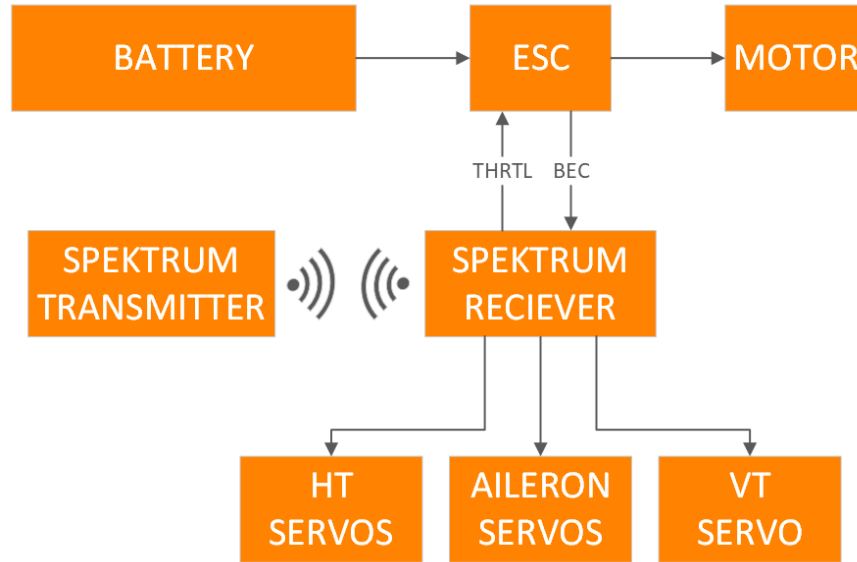 BATTERY
ESC
MOTOR
THRTL
BEC
SPEKTRUM
TRANSMITTER
SPEKTRUM
RECIEVER
HT
SERVOS
AILERON
SERVOS
VT
SERVO